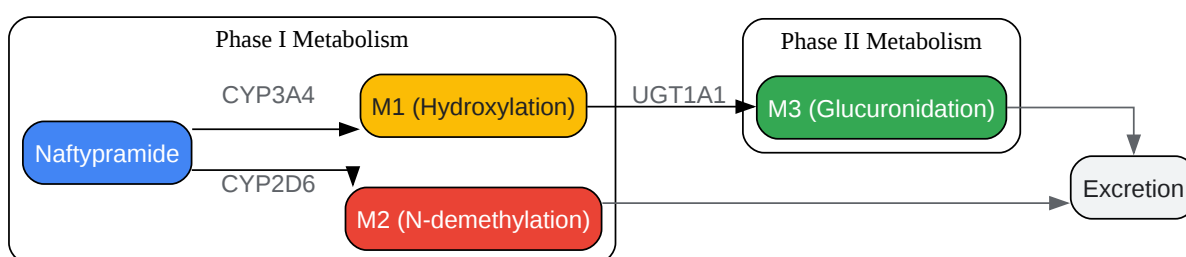 Phase I Metabolism
Phase II Metabolism
CYP3A4
M1 (Hydroxylation)
UGT1A1
M3 (Glucuronidation)
Naftypramide
CYP2D6
M2 (N-demethylation)
Excretion